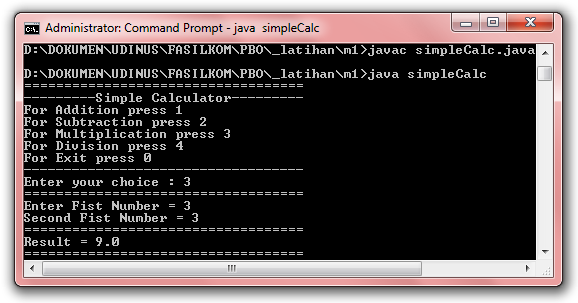 Administrator: Command Prompt - java  simpleCalc
D:\DOKUMEN\UDINUS\FASILKOM\PBO\_latihan\m1>javac simpleCalc.java
D:\DOKUMEN\UDINUS\FASILKOM\PBO\_latihan\m1>java simpleCalc
===================================
---------Simple Calculator---------
For Addition press 1
For Subtraction press 2
For Multiplication press 3
For Division press 4
For Exit press 0
-----------------------------------
Enter your choice : 3
===================================
Enter Fist Number = 3
Second Fist Number = 3
-----------------------------------
Result = 9.0
===================================